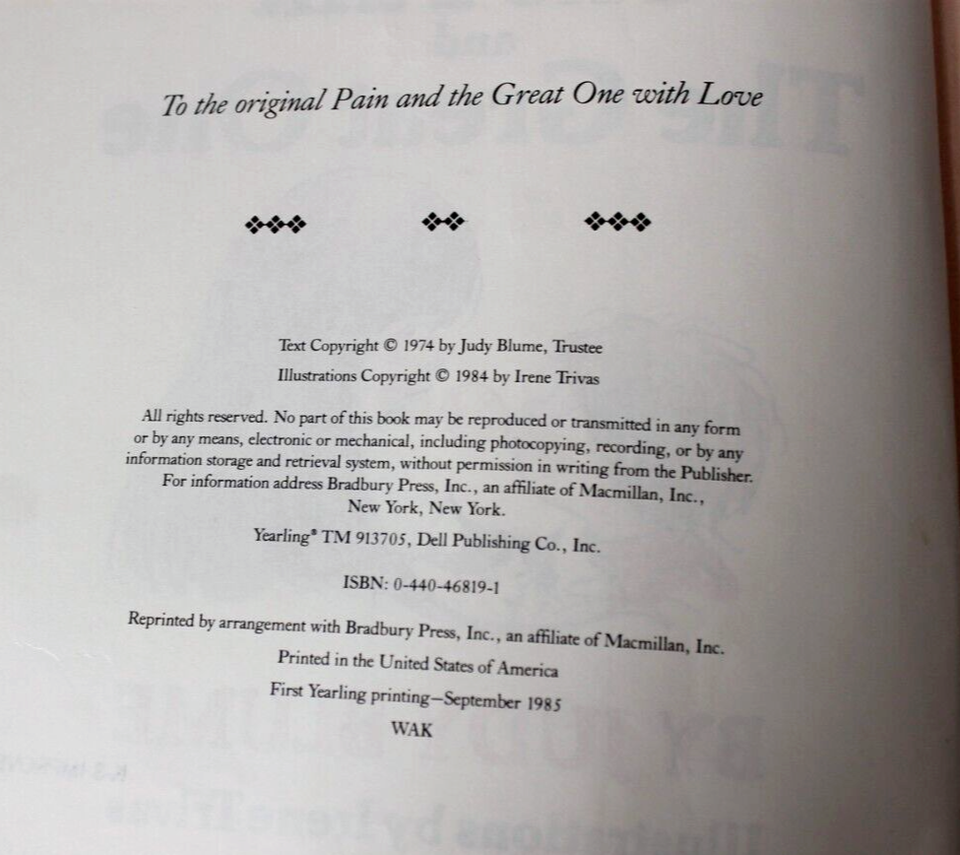 To the original Pain and the Great One with Love
Text Copyright © 1974 by Judy Blume, Trustee
Illustrations Copyright © 1984 by Irene Trivas
All rights reserved. No part of this book may be reproduced or transmitted in any form
or by any means, electronic or mechanical, including photocopying, recording, or by any
information storage and retrieval system, without permission in writing from the Publisher.
For information address Bradbury Press, Inc., an affiliate of Macmillan, Inc.,
New York, New York.
Yearling® TM 913705, Dell Publishing Co., Inc.
ISBN: 0-440-46819-1
Reprinted by arrangement with Bradbury Press, Inc., an affiliate of Macmillan, Inc.
Printed in the United States of America
First Yearling printing—September 1985
WAK